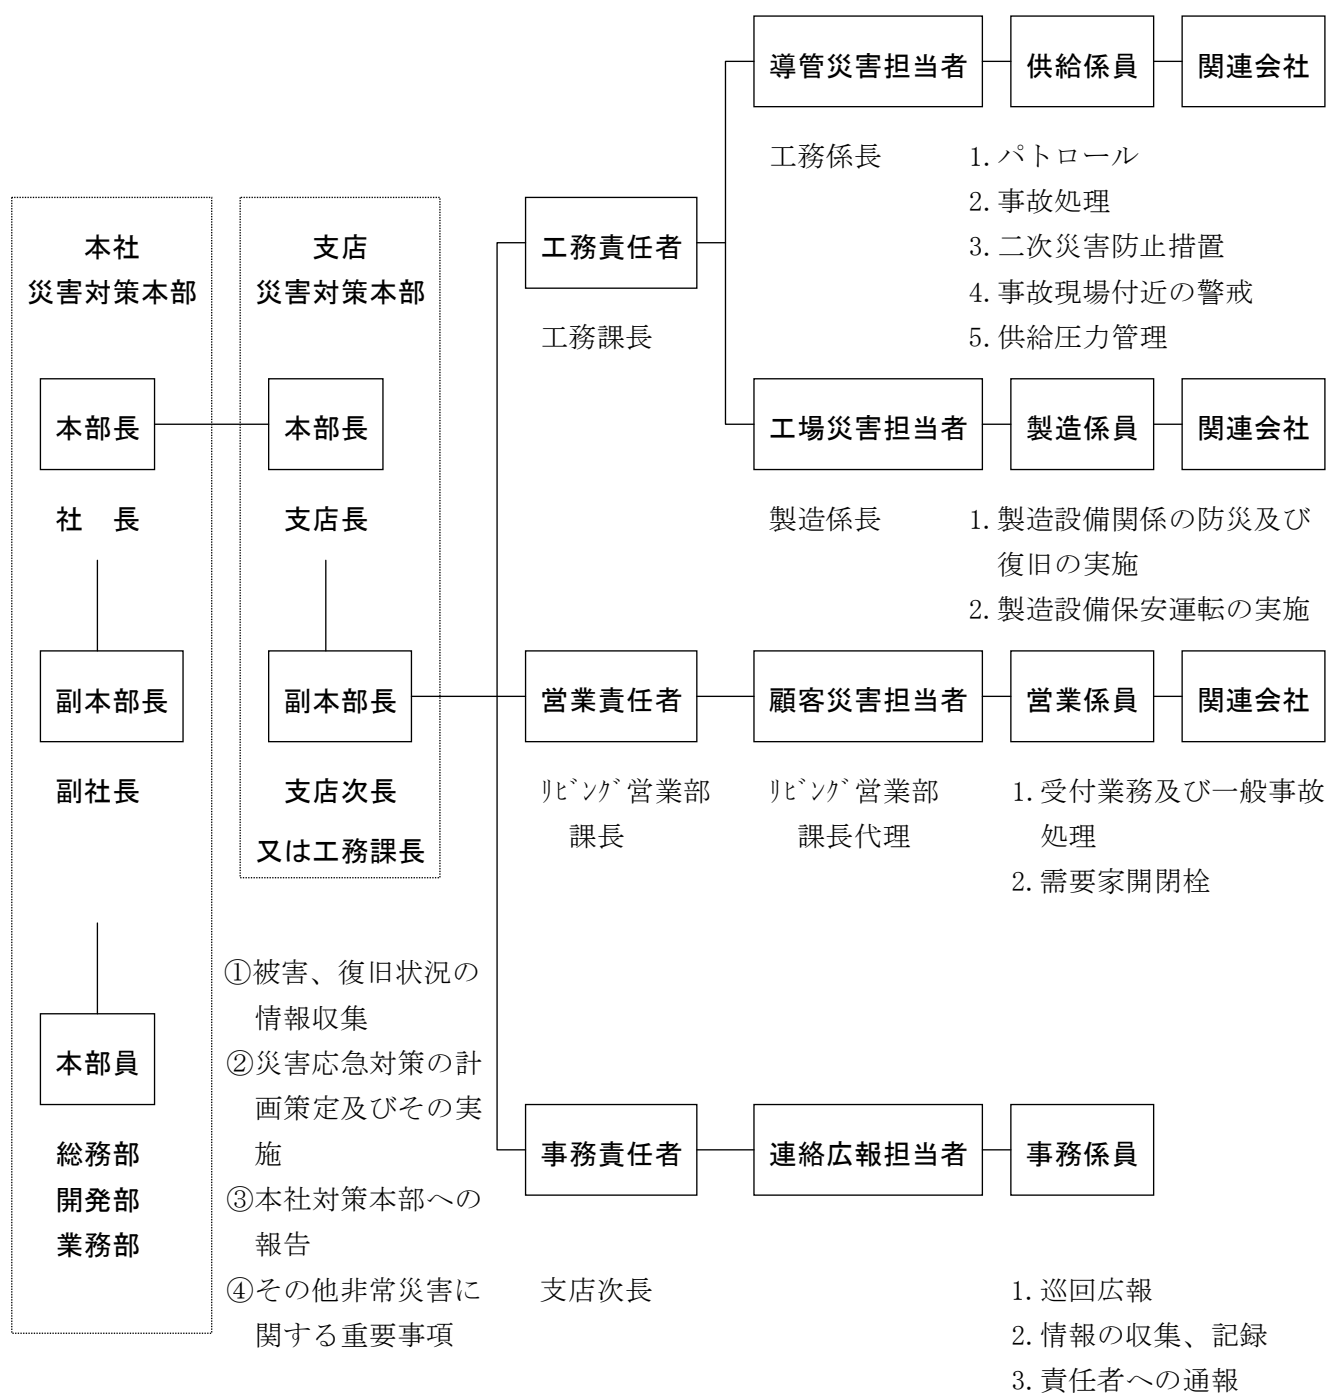 導管災害担当者
供給係員
関連会社
工務係長
1.パトロール
2.事故処理
3.二次災害防止措置
4.事故現場付近の警戒
5.供給圧力管理
本社
災害対策本部
支店
災害対策本部
工務責任者
工務課長
本部長
本部長
工場災害担当者
製造係員
関連会社
社　長
支店長
製造係長
1.製造設備関係の防災及び
復旧の実施
2.製造設備保安運転の実施
副本部長
副本部長
営業責任者
顧客災害担当者
営業係員
関連会社
副社長
支店次長
又は工務課長
ﾘﾋﾞﾝｸﾞ営業部
課長
ﾘﾋﾞﾝｸﾞ営業部
課長代理
1.受付業務及び一般事故
処理
2.需要家開閉栓
①被害、復旧状況の
情報収集
②災害応急対策の計
画策定及びその実
施
③本社対策本部への
報告
④その他非常災害に
関する重要事項
本部員
総務部
開発部
業務部
事務責任者
連絡広報担当者
事務係員
支店次長
1.巡回広報
2.情報の収集、記録
3.責任者への通報